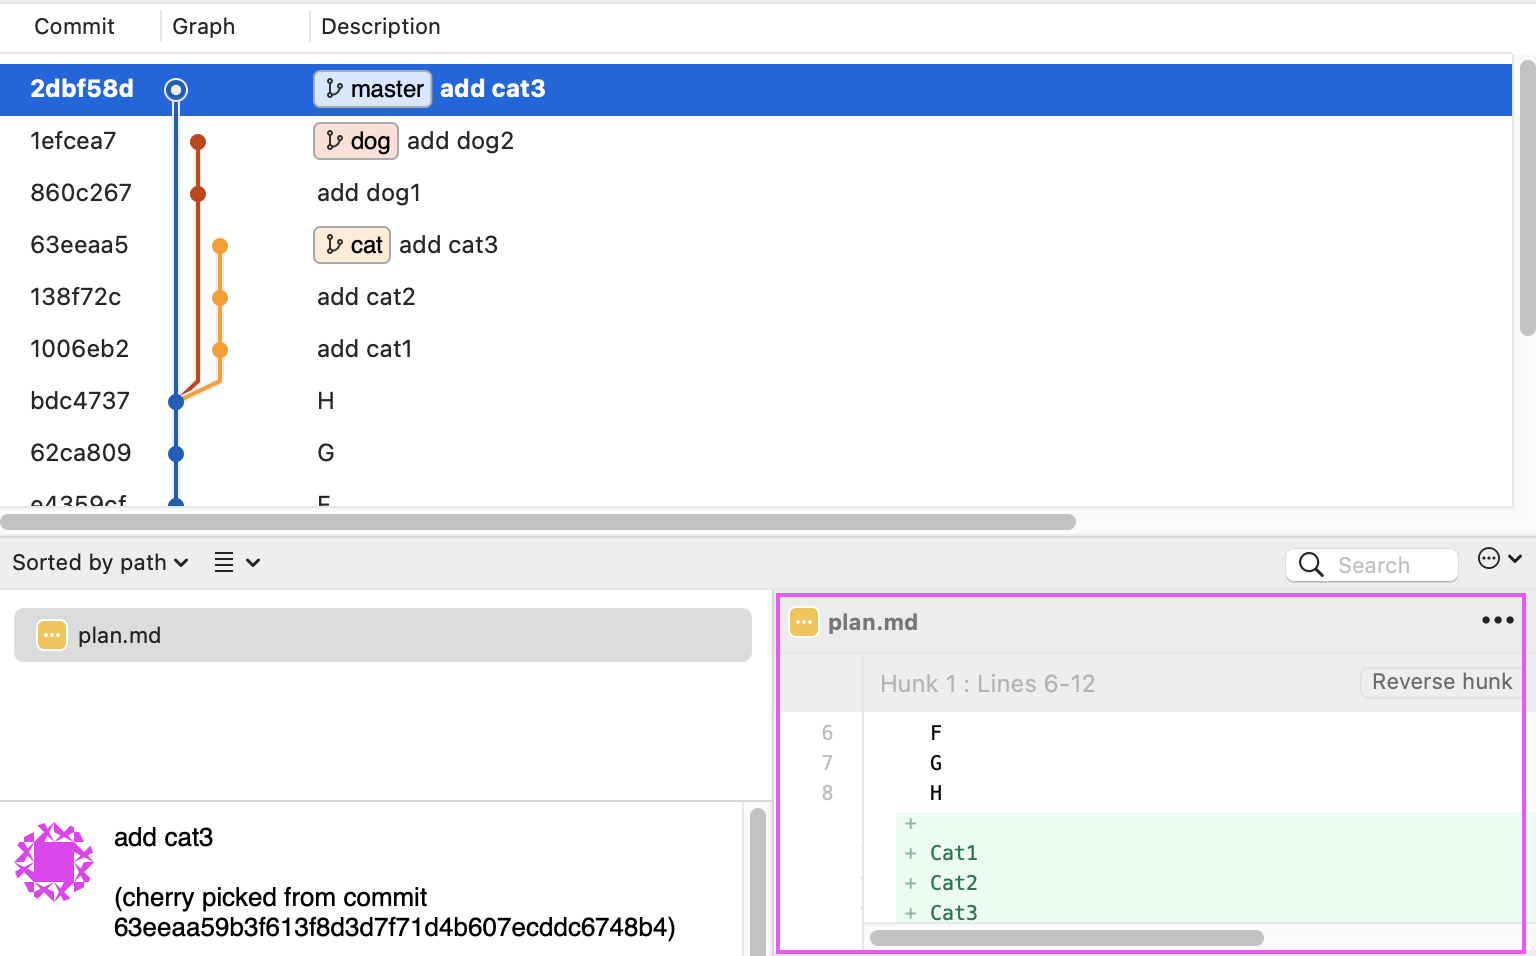 Commit Graph Description
2dbf58d master add cat3
1efcea7 dog add dog2
860c267 add dog1
63eeaa5 cat add cat3
138f72c add cat2
1006eb2 add cat1
bdc4737 H
62ca809 G
e4359cf F
Sorted by path Search
plan.md
add cat3
(cherry picked from commit
63eeaa59b3f613f8d3d7f71d4b607ecddc6748b4)
plan.md
Hunk 1 : Lines 6-12 Reverse hunk
6 F
7 G
8 H
+
+ Cat1
+ Cat2
+ Cat3